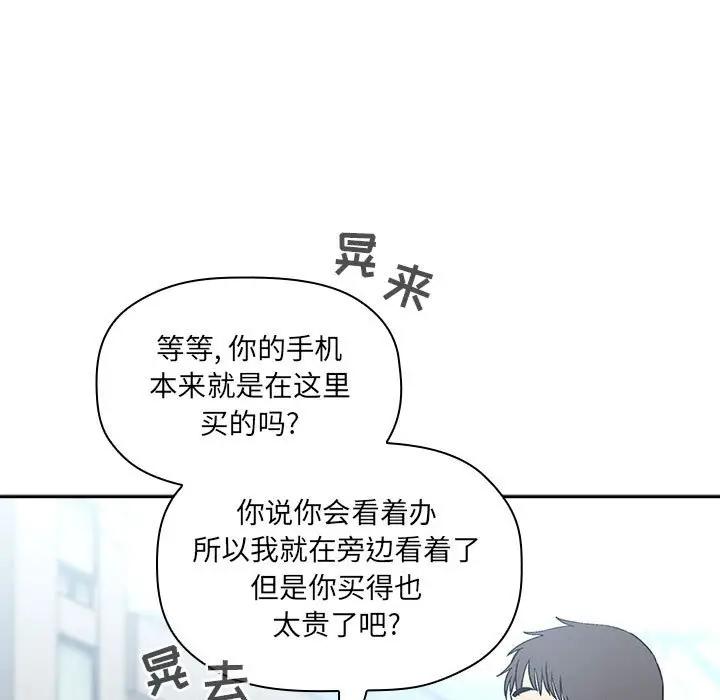 晃来
等等, 你的手机
本来就是在这里
买的吗?
你说你会看着办
所以我就在旁边看着了
但是你买得也
太贵了吧?
晃去